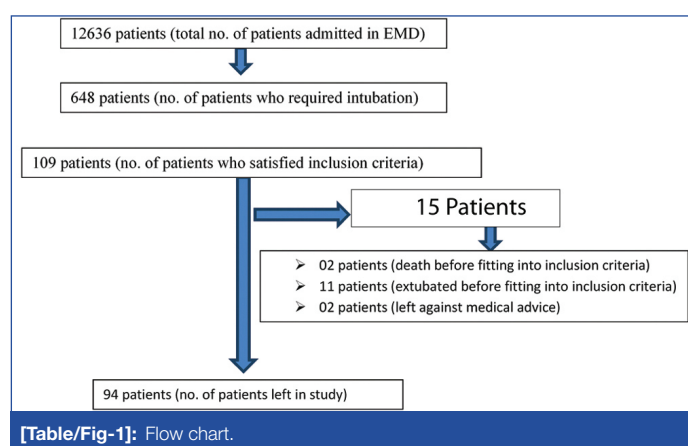 12636 patients (total no. of patients admitted in EMD)
648 patients (no. of patients who required intubation)
109 patients (no. of patients who satisfied inclusion criteria)
15 Patients
➤ 02 patients (death before fitting into inclusion criteria)
➤ 11 patients (extubated before fitting into inclusion criteria)
➤ 02 patients (left against medical advice)
94 patients (no. of patients left in study)
[Table/Fig-1]: Flow chart.